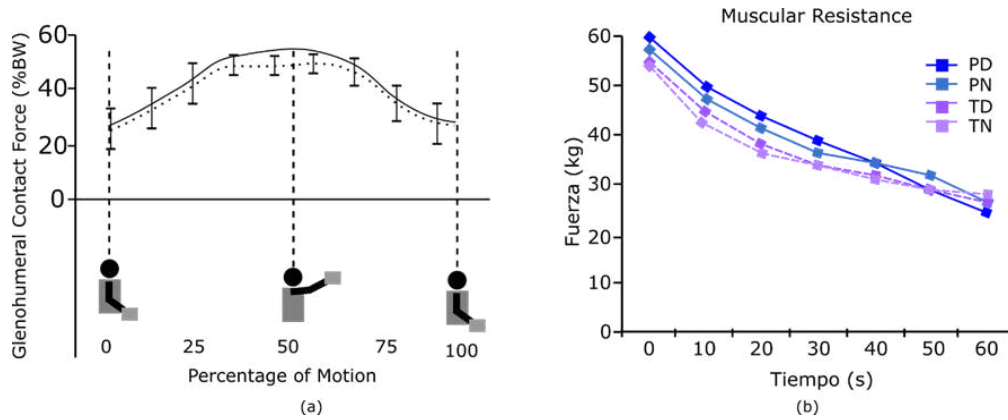 Glenohumeral Contact Force (%BW)
60
40
20
0
0 25 50 75 100
Percentage of Motion
(a)
Muscular Resistance
Fuerza (kg)
60
50
40
30
20
10
0
PD
PN
TD
TN
0 10 20 30 40 50 60
Tiempo (s)
(b)